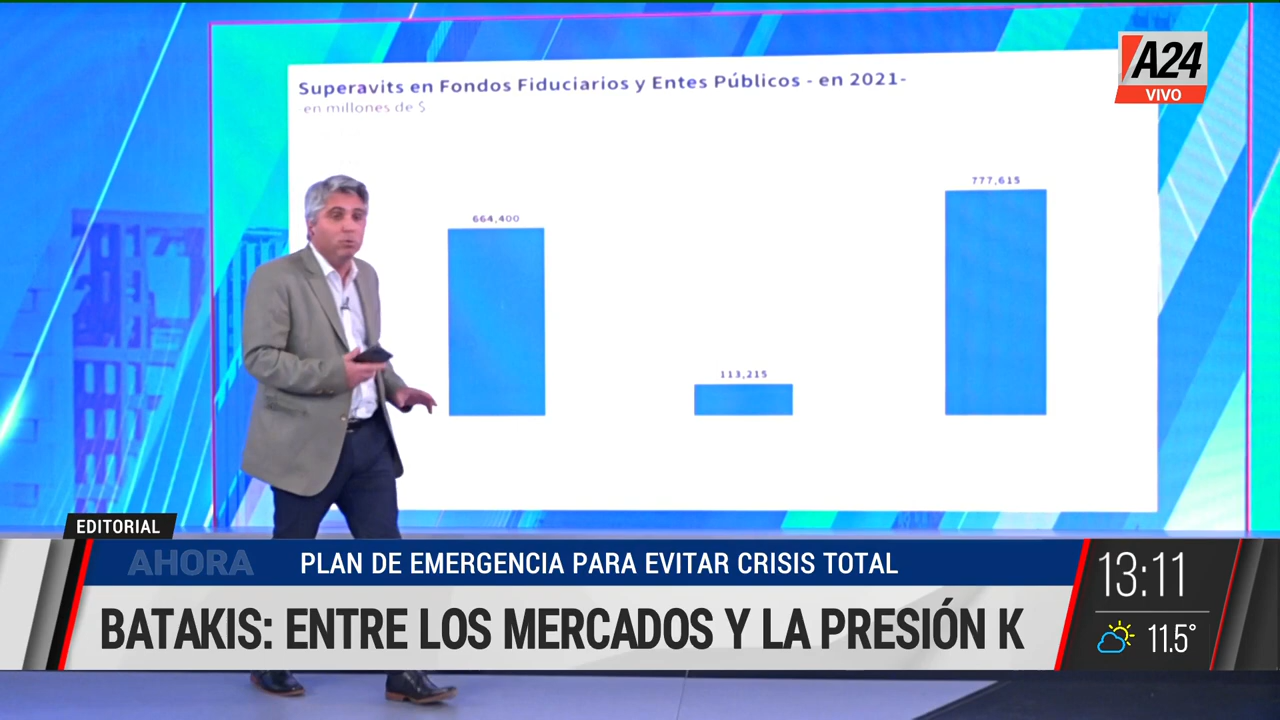 Superavits en Fondos Fiduciarios y Entes Públicos - en 2021-
en millones de $
A24
VIVO
664,400
113,215
777,615
EDITORIAL
AHORA
PLAN DE EMERGENCIA PARA EVITAR CRISIS TOTAL
BATAKIS: ENTRE LOS MERCADOS Y LA PRESIÓN K
13:11
11.5°